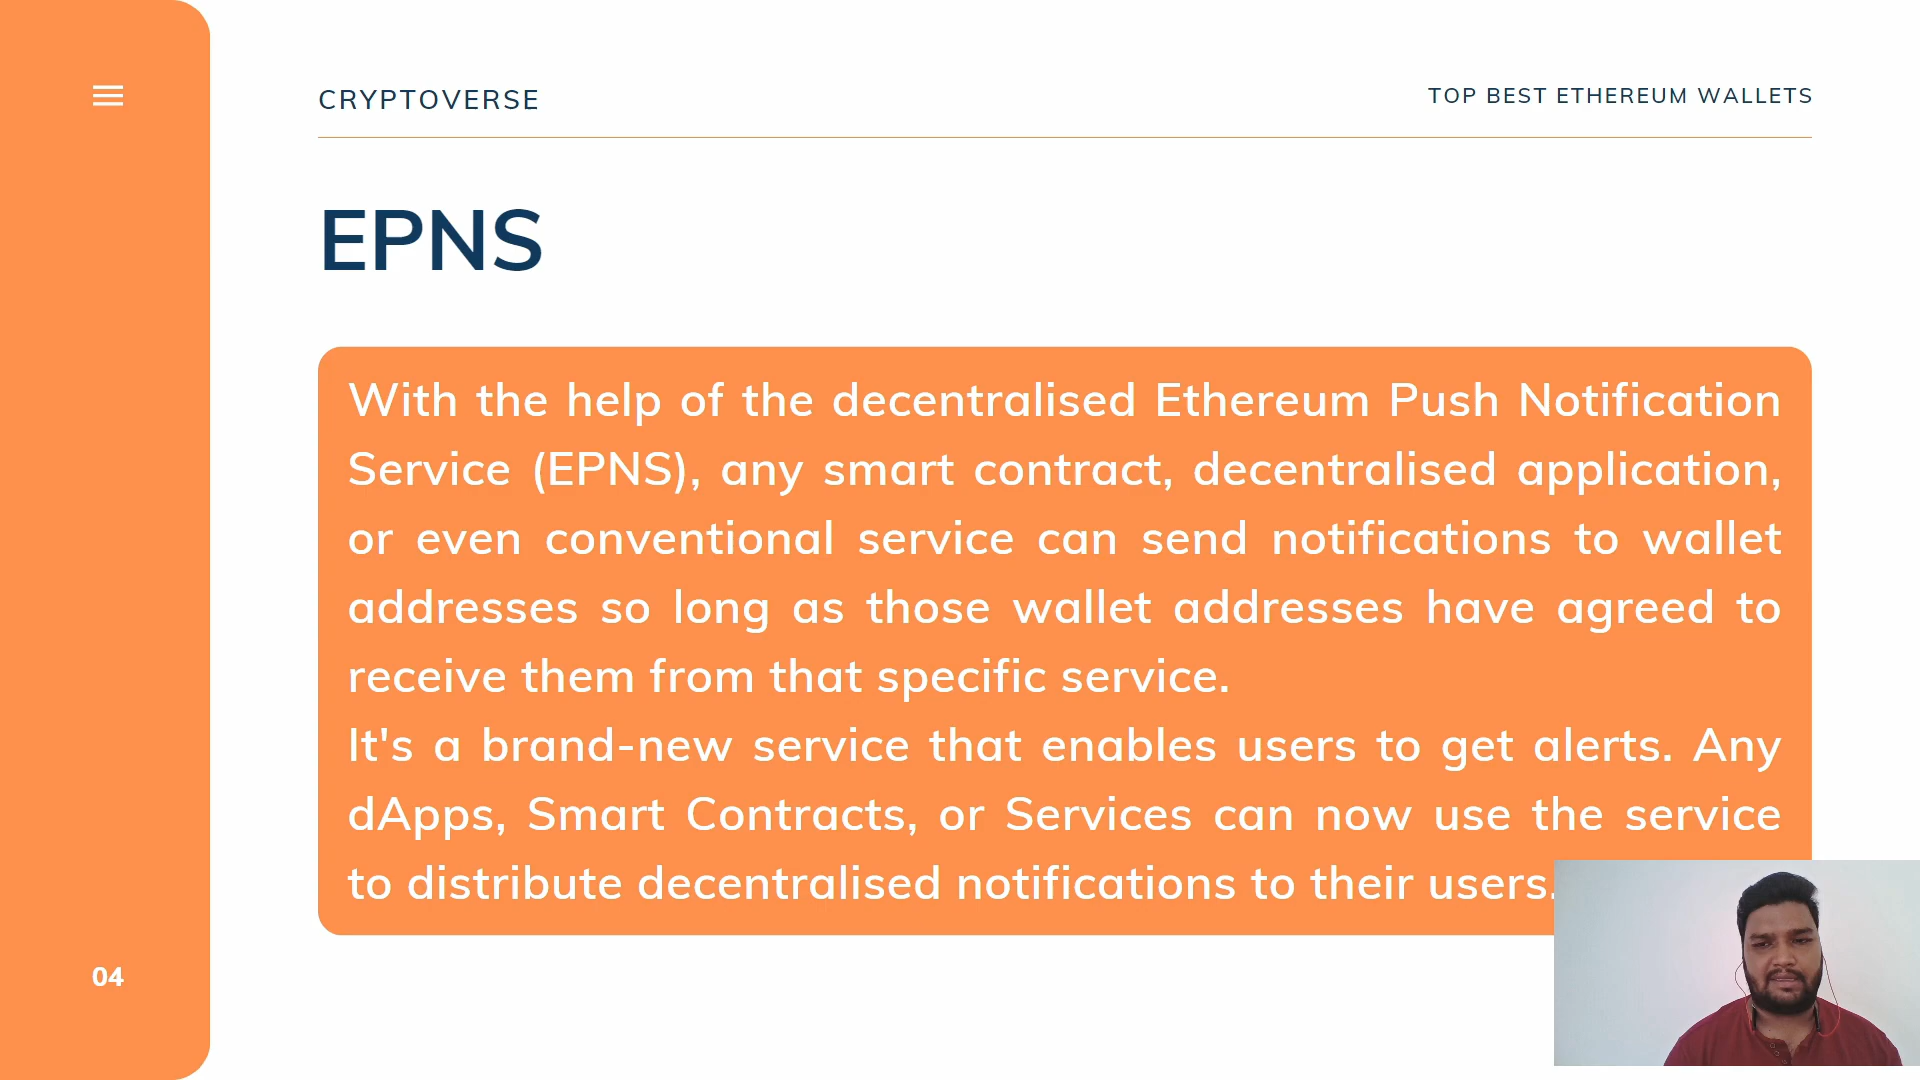 CRYPTOVERSE
TOP BEST ETHEREUM WALLETS
EPNS
With the help of the decentralised Ethereum Push Notification
Service (EPNS), any smart contract, decentralised application,
or even conventional service can send notifications to wallet
addresses so long as those wallet addresses have agreed to
receive them from that specific service.
It's a brand-new service that enables users to get alerts. Any
dApps, Smart Contracts, or Services can now use the service
to distribute decentralised notifications to their users.
04